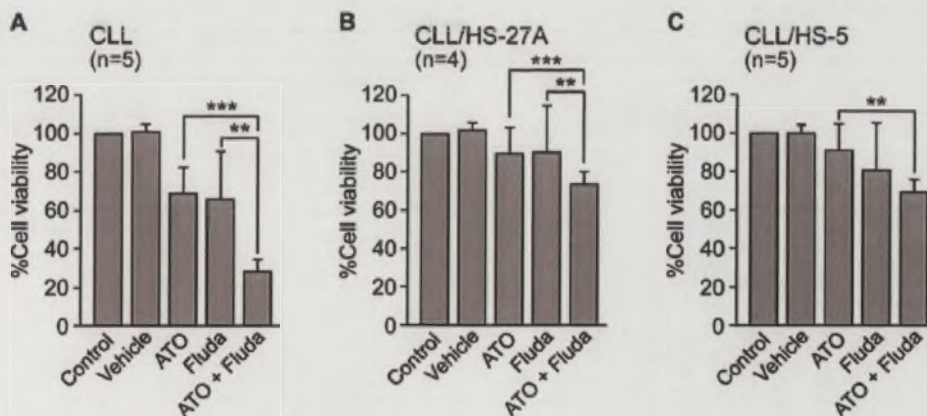 A
CLL
(n=5)
%Cell viability
120
100
80
60
40
20
0
***
**
Control
Vehicle
ATO
Fluda
ATO + Fluda
B
CLL/HS-27A
(n=4)
%Cell viability
120
100
80
60
40
20
0
***
**
Control
Vehicle
ATO
Fluda
ATO + Fluda
C
CLL/HS-5
(n=5)
%Cell viability
120
100
80
60
40
20
0
**
Control
Vehicle
ATO
Fluda
ATO + Fluda